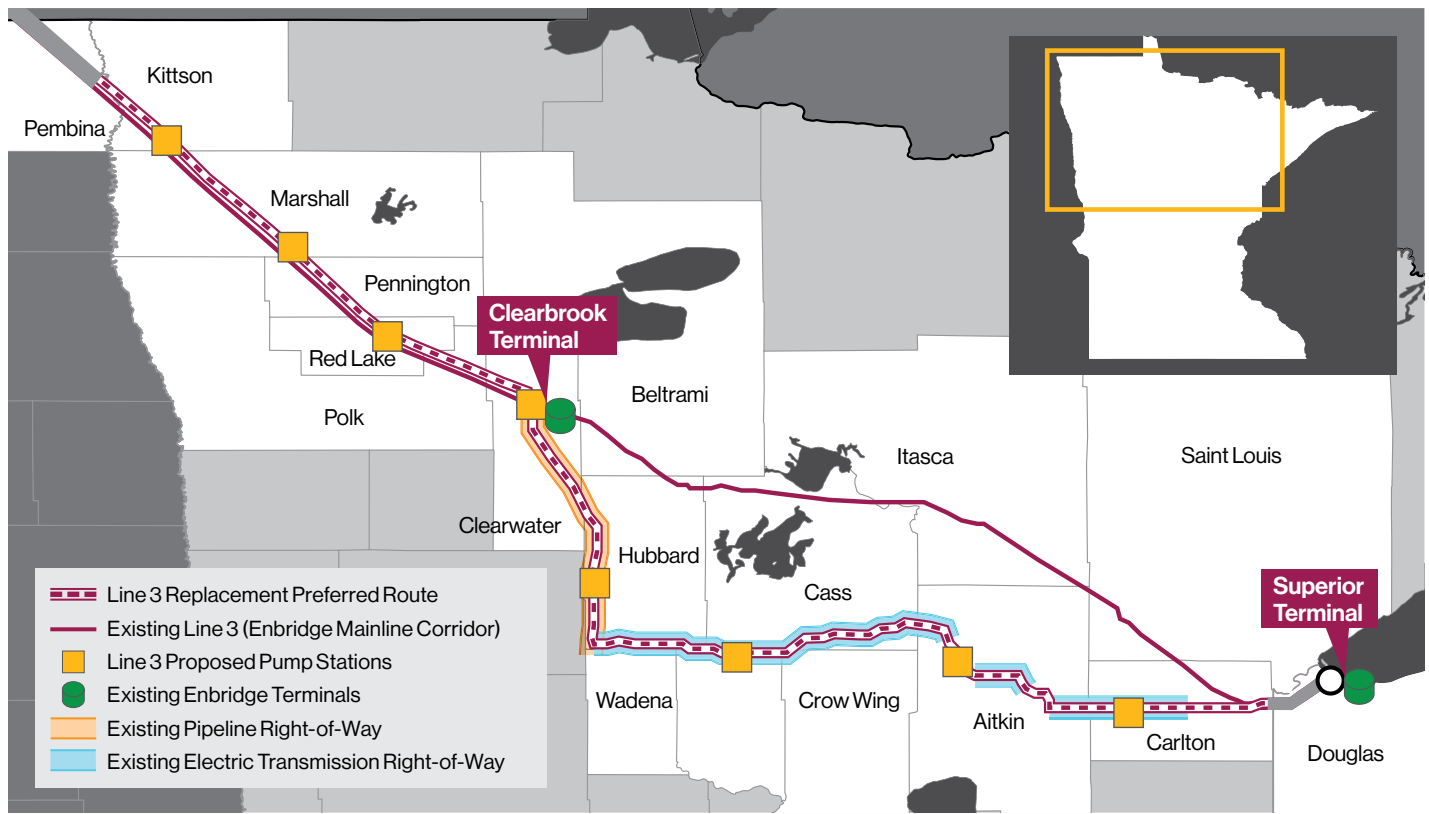 Kittson
Pembina
Marshall
Pennington
Clearbrook
Terminal
Red Lake
Beltrami
Polk
Itasca
Saint Louis
Clearwater
Hubbard
Cass
Superior
Terminal
Wadena
Crow Wing
Aitkin
Carlton
Douglas
Line 3 Replacement Preferred Route
Existing Line 3 (Enbridge Mainline Corridor)
Line 3 Proposed Pump Stations
Existing Enbridge Terminals
Existing Pipeline Right-of-Way
Existing Electric Transmission Right-of-Way